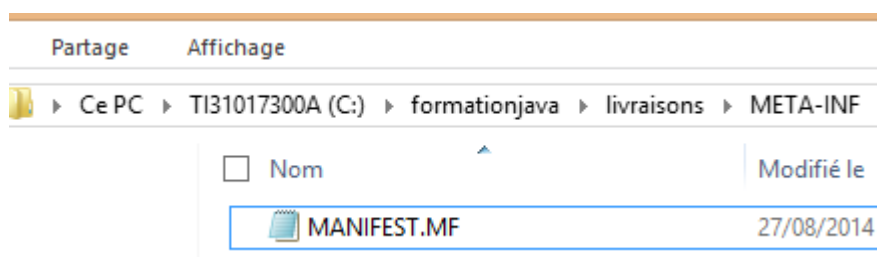 Partage Affichage
Ce PC TI31017300A (C:) formationjava livraisons META-INF
Nom Modifié le
MANIFEST.MF 27/08/2014